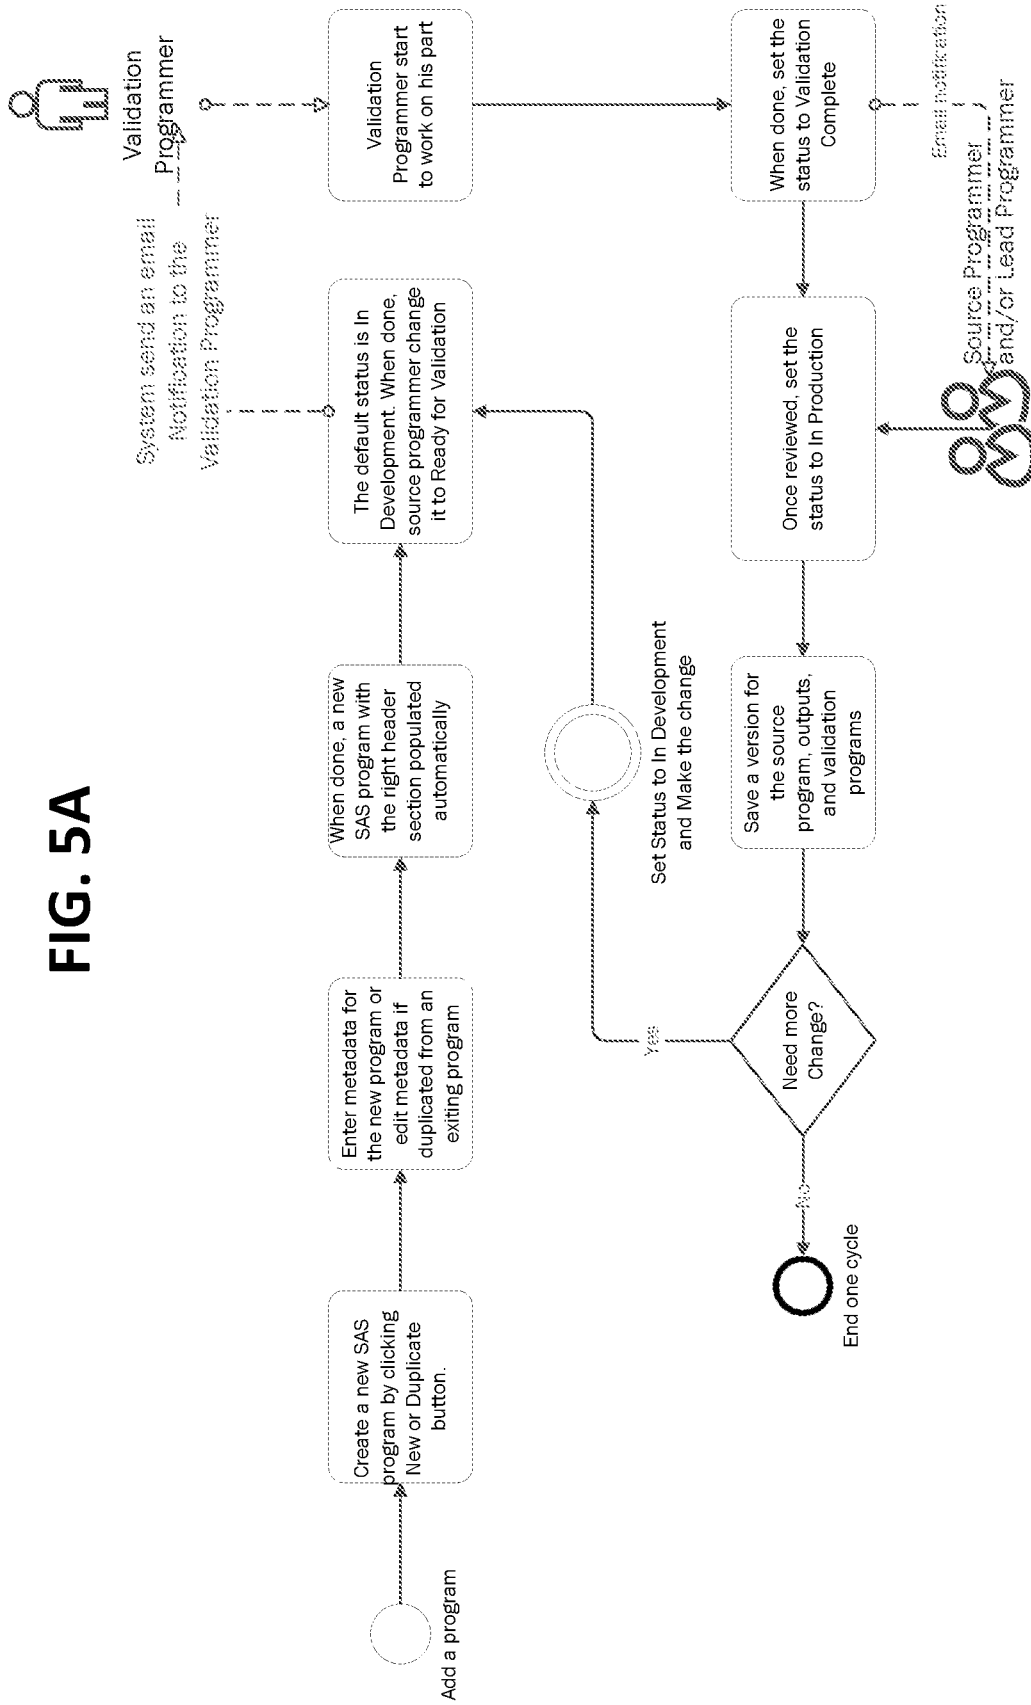 FIG. 5A
Add a program
Create a new SAS
program by clicking
New or Duplicate
button.
Enter metadata for
the new program or
edit metadata if
duplicated from an
exiting program
When done, a new
SAS program with
the right header
section populated
automatically
The default status is In
Development. When done,
source programmer change
it to Ready for Validation
System send an email
Notification to the
Validation Programmer
Validation
Programmer
Validation
Programmer start
to work on his part
When done, set the
status to Validation
Complete
Email notification
Source Programmer
and/or Lead Programmer
Once reviewed, set the
status to In Production
Save a version for
the source
program, outputs,
and validation
programs
Need more
Change?
Yes
Set Status to In Development
and Make the change
No
End one cycle